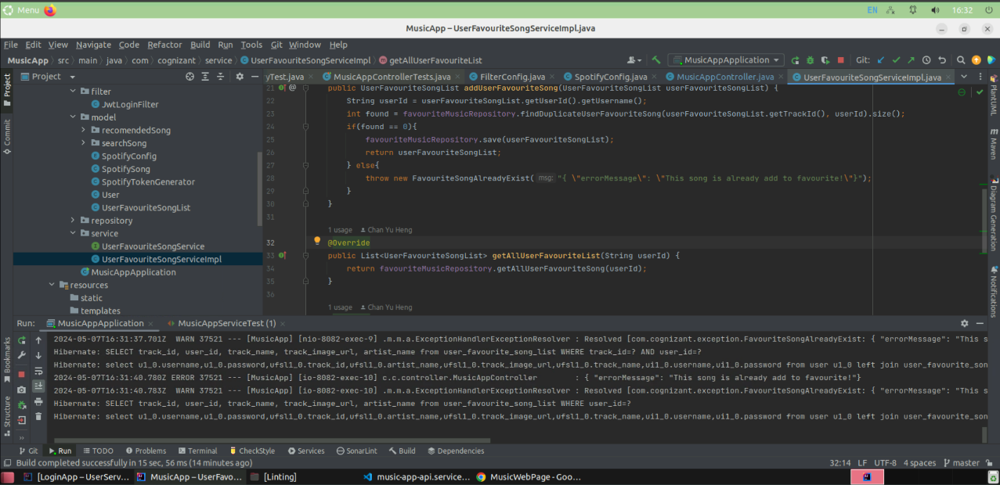 Menu EN 16:32
MusicApp – UserFavouriteSongServiceImpl.java
File Edit View Navigate Code Refactor Build Run Tools Git Window Help
MusicApp src main java com cognizant service UserFavouriteSongServiceImpl getAllUserFavouriteList MusicAppApplication Git:
Project yTest.java MusicAppControllerTests.java FilterConfig.java SpotifyConfig.java MusicAppController.java UserFavouriteSongServiceImpl.java
Project
Commit
Bookmarks
Structure
filter
JwtLoginFilter
model
recomendedSong
searchSong
SpotifyConfig
SpotifySong
SpotifyTokenGenerator
User
UserFavouriteSongList
repository
service
UserFavouriteSongService
UserFavouriteSongServiceImpl
MusicAppApplication
resources
static
templates
21 @ public UserFavouriteSongList addUserFavouriteSong(UserFavouriteSongList userFavouriteSongList) {
22 String userId = userFavouriteSongList.getUserId().getUsername();
23 int found = favouriteMusicRepository.findDuplicateUserFavouriteSong(userFavouriteSongList.getTrackId(), userId).size();
24 if(found == 0){
25 favouriteMusicRepository.save(userFavouriteSongList);
26 return userFavouriteSongList;
27 } else{
28 throw new FavouriteSongAlreadyExist( msg: "{ \"errorMessage\": \"This song is already add to favourite!\"}");
29 }
30 }
31
1 usage Chan Yu Heng
32 @Override
33 public List<UserFavouriteSongList> getAllUserFavouriteList(String userId) {
34 return favouriteMusicRepository.getAllUserFavouriteSong(userId);
35 }
36
1 usage Chan Yu Heng
PlantUML
m Maven
Diagram Generation
Notifications
Run: MusicAppApplication MusicAppServiceTest (1)
2024-05-07T16:31:37.701Z WARN 37521 --- [MusicApp] [nio-8082-exec-9] .m.m.a.ExceptionHandlerExceptionResolver : Resolved [com.cognizant.exception.FavouriteSongAlreadyExist: { "errorMessage": "This s
Hibernate: SELECT track_id, user_id, track_name, track_image_url, artist_name from user_favourite_song_list WHERE track_id=? AND user_id=?
Hibernate: select u1_0.username,u1_0.password,ufsl1_0.track_id,ufsl1_0.artist_name,ufsl1_0.track_image_url,ufsl1_0.track_name,ui1_0.username,ui1_0.password from user u1_0 left join user_favourite_son
2024-05-07T16:31:40.780Z ERROR 37521 --- [MusicApp] [io-8082-exec-10] c.c.controller.MusicAppController : { "errorMessage": "This song is already add to favourite!"}
2024-05-07T16:31:40.783Z WARN 37521 --- [MusicApp] [io-8082-exec-10] .m.m.a.ExceptionHandlerExceptionResolver : Resolved [com.cognizant.exception.FavouriteSongAlreadyExist: { "errorMessage": "This s
Hibernate: SELECT track_id, user_id, track_name, track_image_url, artist_name from user_favourite_song_list WHERE user_id=?
Hibernate: select u1_0.username,u1_0.password,ufsl1_0.track_id,ufsl1_0.artist_name,ufsl1_0.track_image_url,ufsl1_0.track_name,ui1_0.username,ui1_0.password from user u1_0 left join user_favourite_son
Git Run TODO Problems Terminal CheckStyle Services SonarLint Build Dependencies
Build completed successfully in 15 sec, 56 ms (14 minutes ago) 32:14 LF UTF-8 4 spaces master
[LoginApp – UserServ... MusicApp – UserFavo... [Linting] music-app-api.service... MusicWebPage - Goo...